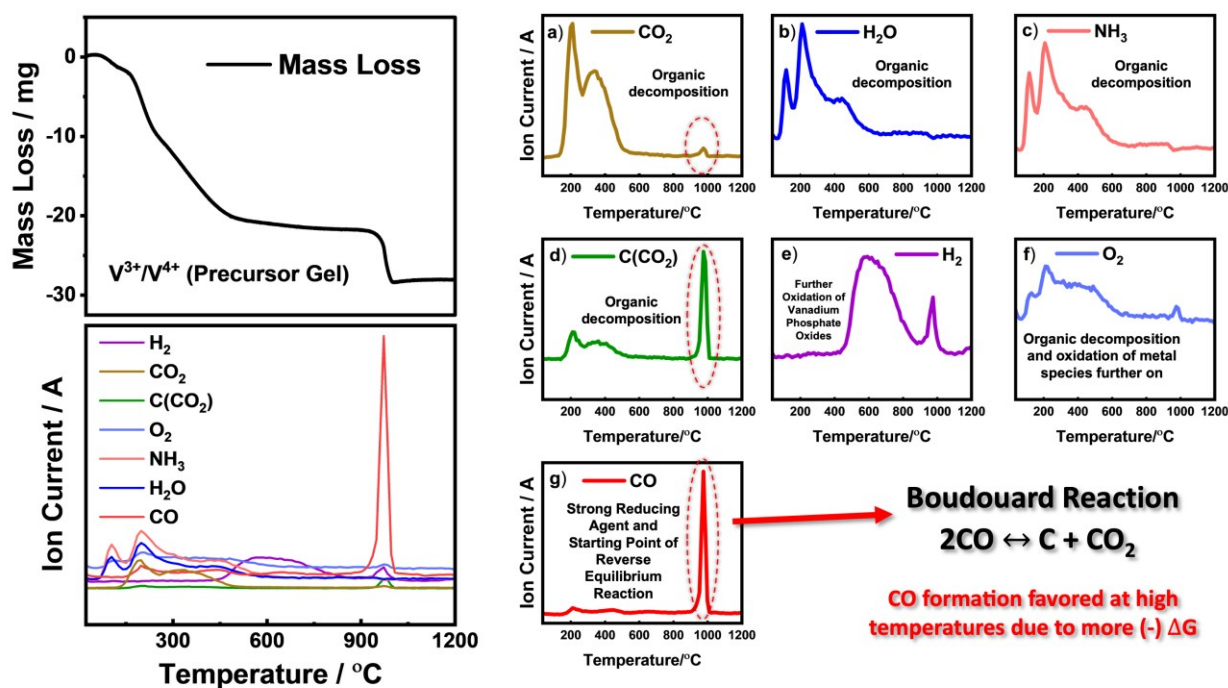 Mass Loss / mg
0
-10
-20
-30
Mass Loss
V³⁺/V⁴⁺ (Precursor Gel)
Ion Current / A
H₂
CO₂
C(CO₂)
O₂
NH₃
H₂O
CO
300 600 900 1200
Temperature / °C
a) CO₂
Organic
decomposition
Ion Current / A
200 400 600 800 1000 1200
Temperature/°C
b) H₂O
Organic
decomposition
200 400 600 800 1000 1200
Temperature/°C
c) NH₃
Organic
decomposition
200 400 600 800 1000 1200
Temperature/°C
d) C(CO₂)
Organic
decomposition
Ion Current / A
200 400 600 800 1000 1200
Temperature/°C
e) H₂
Further
Oxidation of
Vanadium
Phosphate
Oxides
200 400 600 800 1000 1200
Temperature/°C
f) O₂
Organic decomposition
and oxidation of metal
species further on
200 400 600 800 1000 1200
Temperature/°C
g) CO
Strong Reducing
Agent and
Starting Point of
Reverse
Equilibrium
Reaction
Ion Current / A
200 400 600 800 1000 1200
Temperature/°C
Boudouard Reaction
2CO ↔ C + CO₂
CO formation favored at high
temperatures due to more (-) ΔG